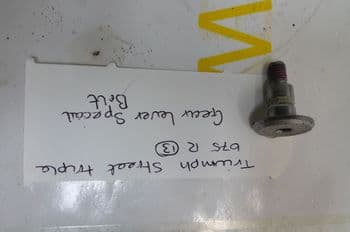 Triumph Street triple
675 R (13)
Gear Lever Special
Bolt